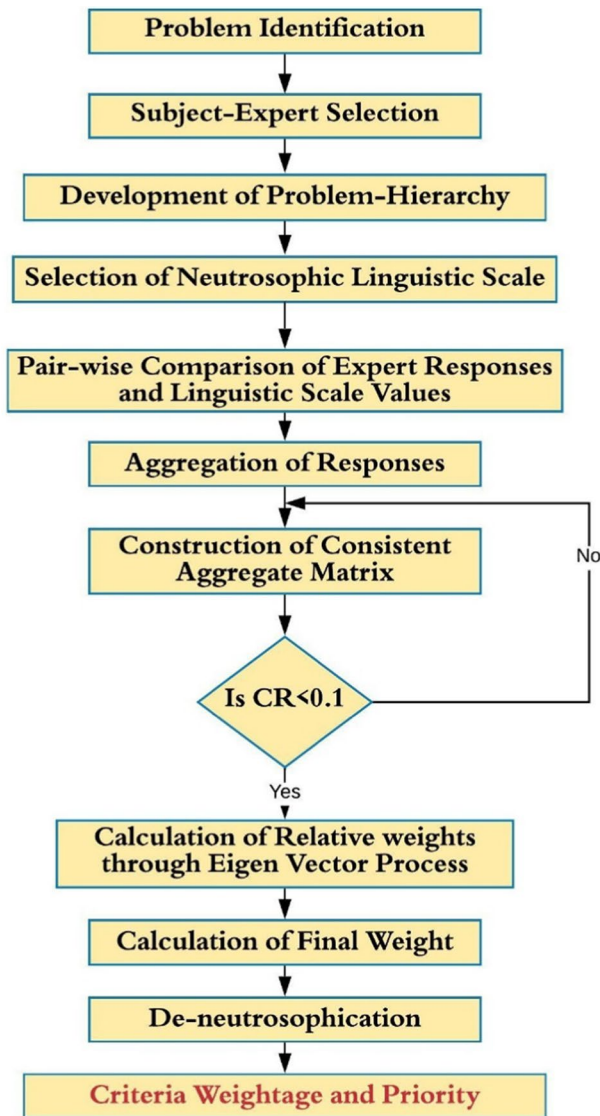 Problem Identification
Subject-Expert Selection
Development of Problem-Hierarchy
Selection of Neutrosophic Linguistic Scale
Pair-wise Comparison of Expert Responses
and Linguistic Scale Values
Aggregation of Responses
Construction of Consistent
Aggregate Matrix
No
Is CR<0.1
Yes
Calculation of Relative weights
through Eigen Vector Process
Calculation of Final Weight
De-neutrosophication
Criteria Weightage and Priority